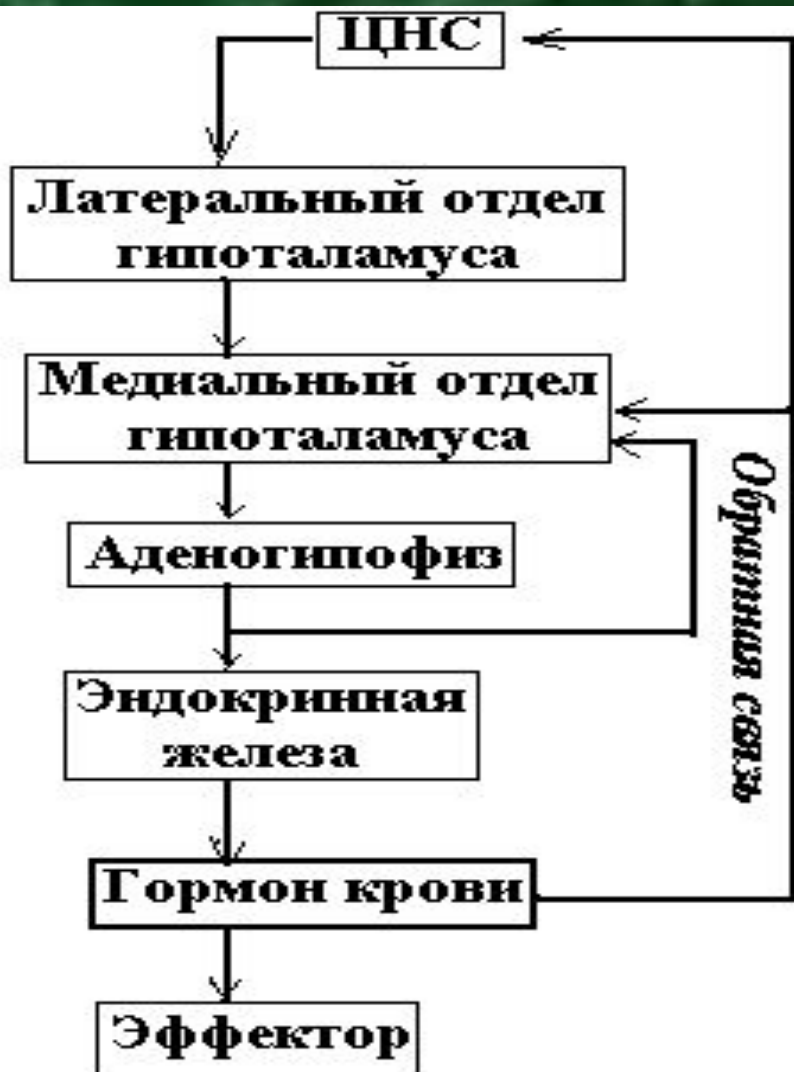 ЦНС
Латеральный отдел
гипоталамуса
Медиальный отдел
гипоталамуса
Аденогипофиз
Эндокринная
железа
Гормон крови
Эффектор
Обратная связь